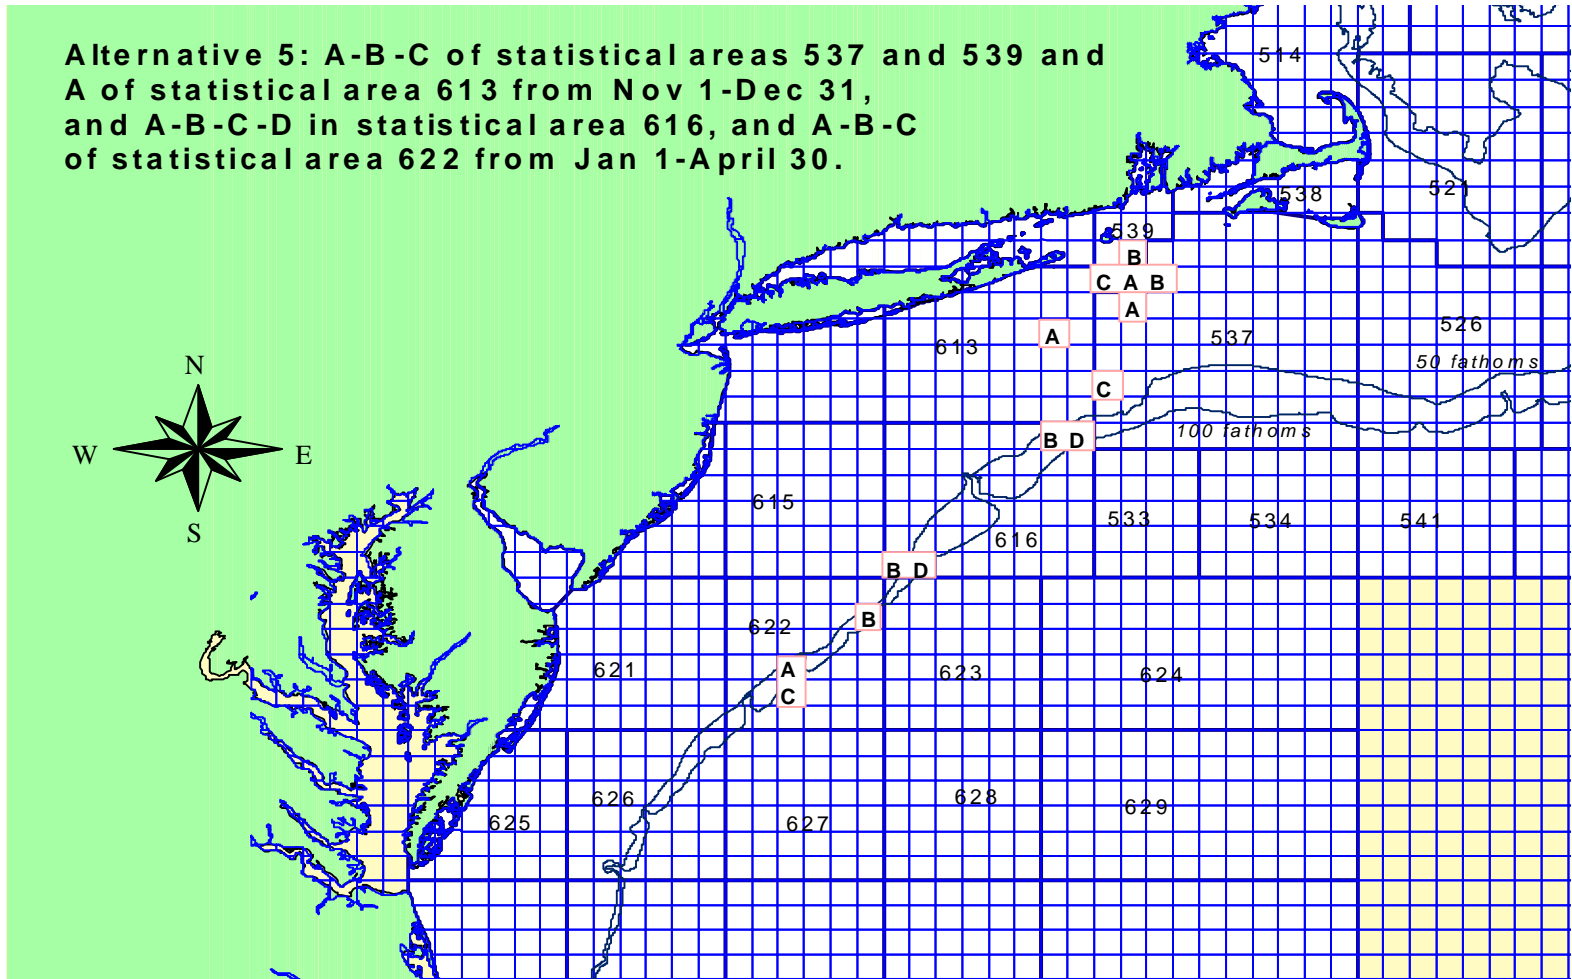 Alternative 5: A-B-C of statistical areas 537 and 539 and
A of statistical area 613 from Nov 1-Dec 31,
and A-B-C-D in statistical area 616, and A-B-C
of statistical area 622 from Jan 1-April 30.
514
521
538
539
B
C A B
A
A
613
537
526
50 fathoms
C
B D
100 fathoms
N
W E
S
615
616
533
534
541
B D
B
622
621
A
C
623
624
626
625
627
628
629